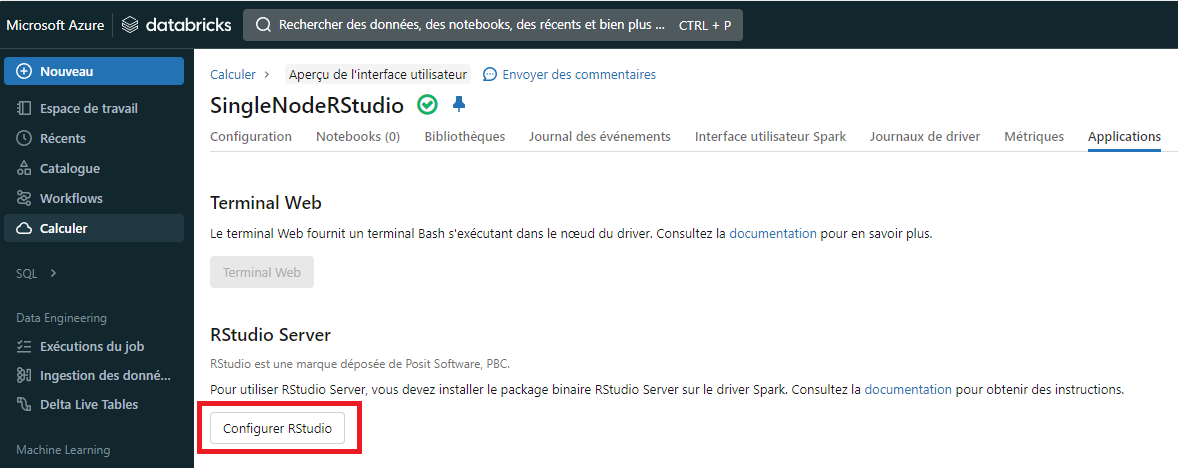 Microsoft Azure databricks Rechercher des données, des notebooks, des récents et bien plus ... CTRL + P
Nouveau
Espace de travail
Récents
Catalogue
Workflows
Calculer
SQL
Data Engineering
Exécutions du job
Ingestion des donné...
Delta Live Tables
Machine Learning
Calculer Aperçu de l'interface utilisateur Envoyer des commentaires
SingleNodeRStudio
Configuration Notebooks (0) Bibliothèques Journal des événements Interface utilisateur Spark Journaux de driver Métriques Applications
Terminal Web
Le terminal Web fournit un terminal Bash s'exécutant dans le nœud du driver. Consultez la documentation pour en savoir plus.
Terminal Web
RStudio Server
RStudio est une marque déposée de Posit Software, PBC.
Pour utiliser RStudio Server, vous devez installer le package binaire RStudio Server sur le driver Spark. Consultez la documentation pour obtenir des instructions.
Configurer RStudio